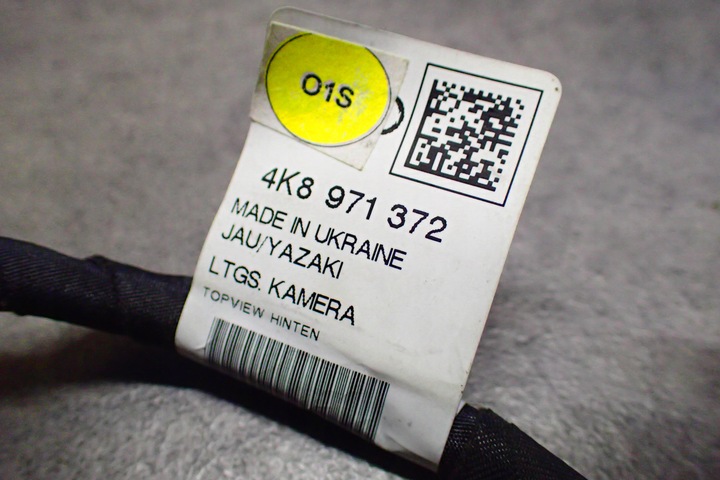 O1S
4K8 971 372
MADE IN UKRAINE
JAU/YAZAKI
LTGS. KAMERA
TOPVIEW HINTEN